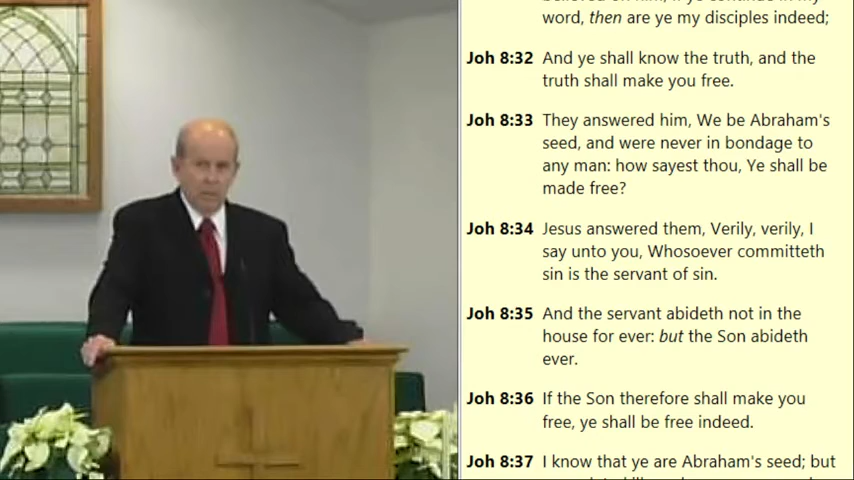 word, then are ye my disciples indeed;
Joh 8:32 And ye shall know the truth, and the
truth shall make you free.
Joh 8:33 They answered him, We be Abraham's
seed, and were never in bondage to
any man: how sayest thou, Ye shall be
made free?
Joh 8:34 Jesus answered them, Verily, verily, I
say unto you, Whosoever committeth
sin is the servant of sin.
Joh 8:35 And the servant abideth not in the
house for ever: but the Son abideth
ever.
Joh 8:36 If the Son therefore shall make you
free, ye shall be free indeed.
Joh 8:37 I know that ye are Abraham's seed; but